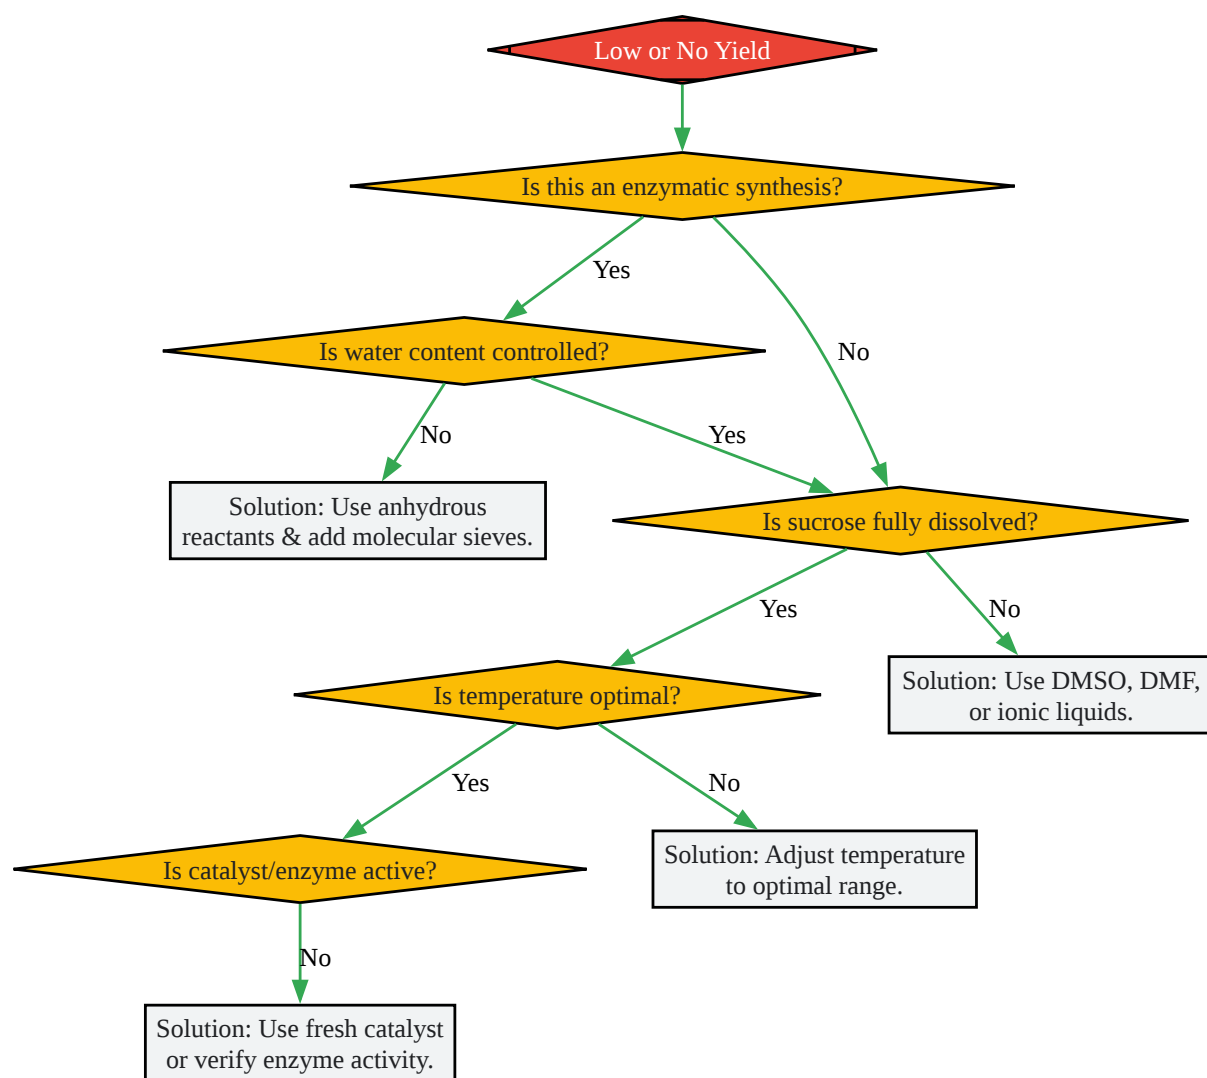 Low or No Yield
Is this an enzymatic synthesis?
Yes
No
Is water content controlled?
No
Yes
Solution: Use anhydrous
reactants & add molecular sieves.
Is sucrose fully dissolved?
Yes
No
Solution: Use DMSO, DMF,
or ionic liquids.
Is temperature optimal?
Yes
No
Solution: Adjust temperature
to optimal range.
Is catalyst/enzyme active?
No
Solution: Use fresh catalyst
or verify enzyme activity.